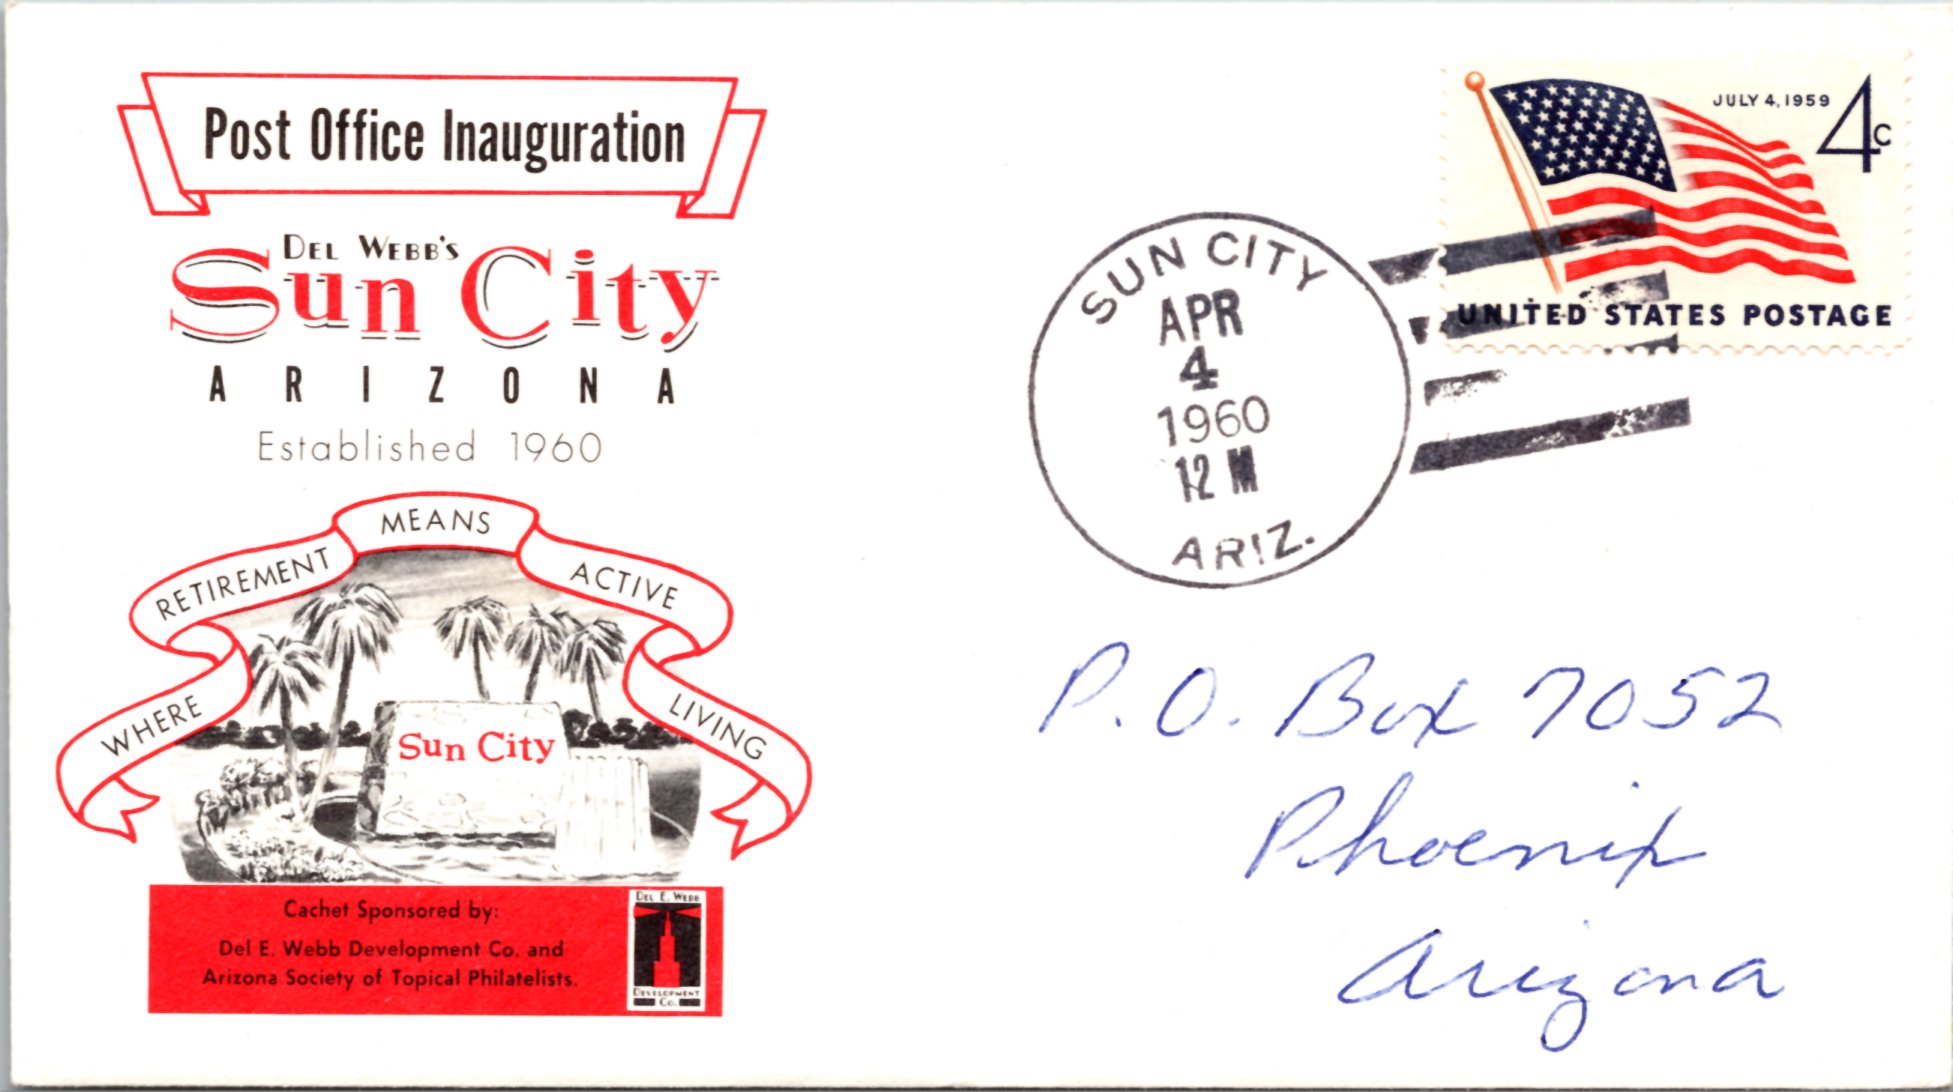 Post Office Inauguration
DEL WEBB'S
Sun City
ARIZONA
Established 1960
WHERE RETIREMENT MEANS ACTIVE LIVING
Sun City
Cachet Sponsored by:
Del E. Webb Development Co. and
Arizona Society of Topical Philatelists.
DEL E. WEBB
DEVELOPMENT
CO.
SUN CITY
APR
4
1960
12 M
ARIZ.
JULY 4, 1959
4c
UNITED STATES POSTAGE
P.O. Box 7052
Phoenix
Arizona